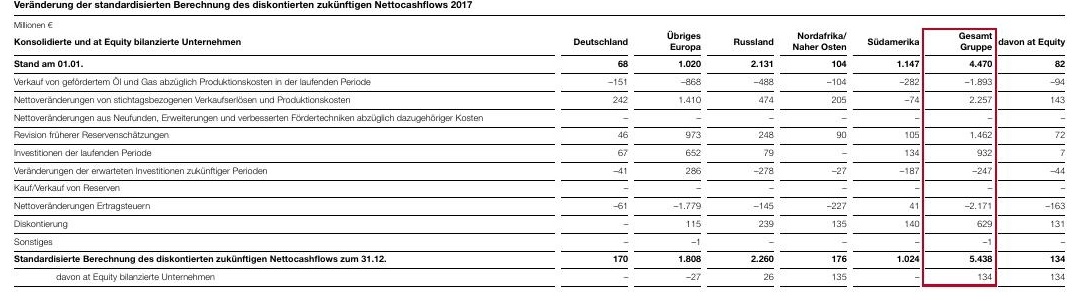 Veränderung der standardisierten Berechnung des diskontierten zukünftigen Nettocashflows 2017
Millionen €
Konsolidierte und at Equity bilanzierte Unternehmen Deutschland Übriges Europa Russland Nordafrika/ Naher Osten Südamerika Gesamt Gruppe davon at Equity
Stand am 01.01. 68 1.020 2.131 104 1.147 4.470 82
Verkauf von gefördertem Öl und Gas abzüglich Produktionskosten in der laufenden Periode –151 –868 –488 –104 –282 –1.893 –94
Nettoveränderungen von stichtagsbezogenen Verkaufserlösen und Produktionskosten 242 1.410 474 205 –74 2.257 143
Nettoveränderungen aus Neufunden, Erweiterungen und verbesserten Fördertechniken abzüglich dazugehöriger Kosten – – – – – – –
Revision früherer Reservenschätzungen 46 973 248 90 105 1.462 72
Investitionen der laufenden Periode 67 652 79 – 134 932 7
Veränderungen der erwarteten Investitionen zukünftiger Perioden –41 286 –278 –27 –187 –247 –44
Kauf/Verkauf von Reserven – – – – – – –
Nettoveränderungen Ertragsteuern –61 –1.779 –145 –227 41 –2.171 –163
Diskontierung – 115 239 135 140 629 131
Sonstiges – –1 – – – –1 –
Standardisierte Berechnung des diskontierten zukünftigen Nettocashflows zum 31.12. 170 1.808 2.260 176 1.024 5.438 134
davon at Equity bilanzierte Unternehmen – –27 26 135 – 134 134